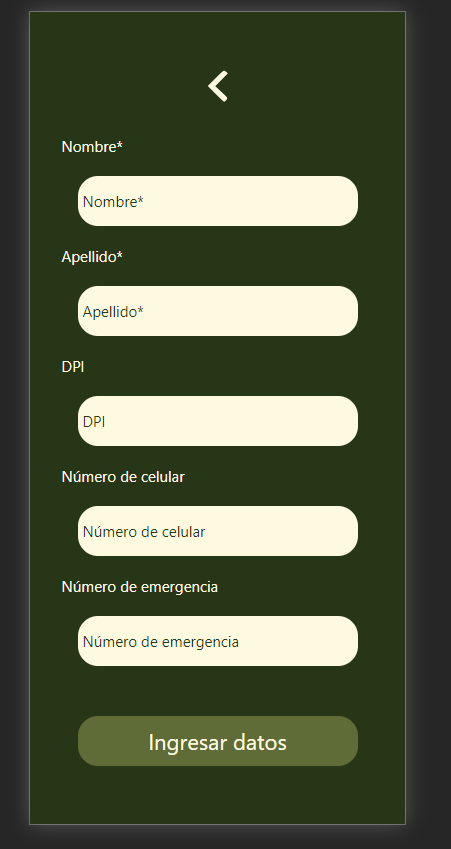 Nombre*
Nombre*
Apellido*
Apellido*
DPI
DPI
Número de celular
Número de celular
Número de emergencia
Número de emergencia
Ingresar datos